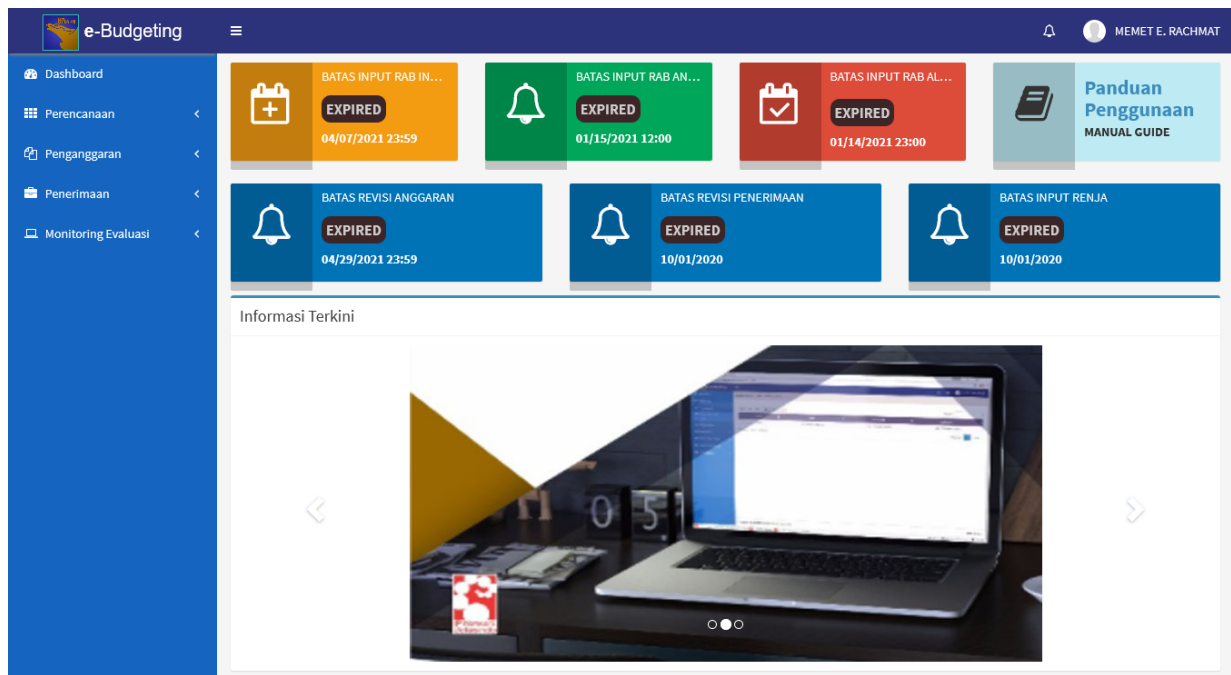 e-Budgeting
MEMET E. RACHMAT
Dashboard
Perencanaan
Penganggaran
Penerimaan
Monitoring Evaluasi
BATAS INPUT RAB IN...
EXPIRED
04/07/2021 23:59
BATAS INPUT RAB AN...
EXPIRED
01/15/2021 12:00
BATAS INPUT RAB AL...
EXPIRED
01/14/2021 23:00
Panduan
Penggunaan
MANUAL GUIDE
BATAS REVISI ANGGARAN
EXPIRED
04/29/2021 23:59
BATAS REVISI PENERIMAAN
EXPIRED
10/01/2020
BATAS INPUT RENJA
EXPIRED
10/01/2020
Informasi Terkini
05